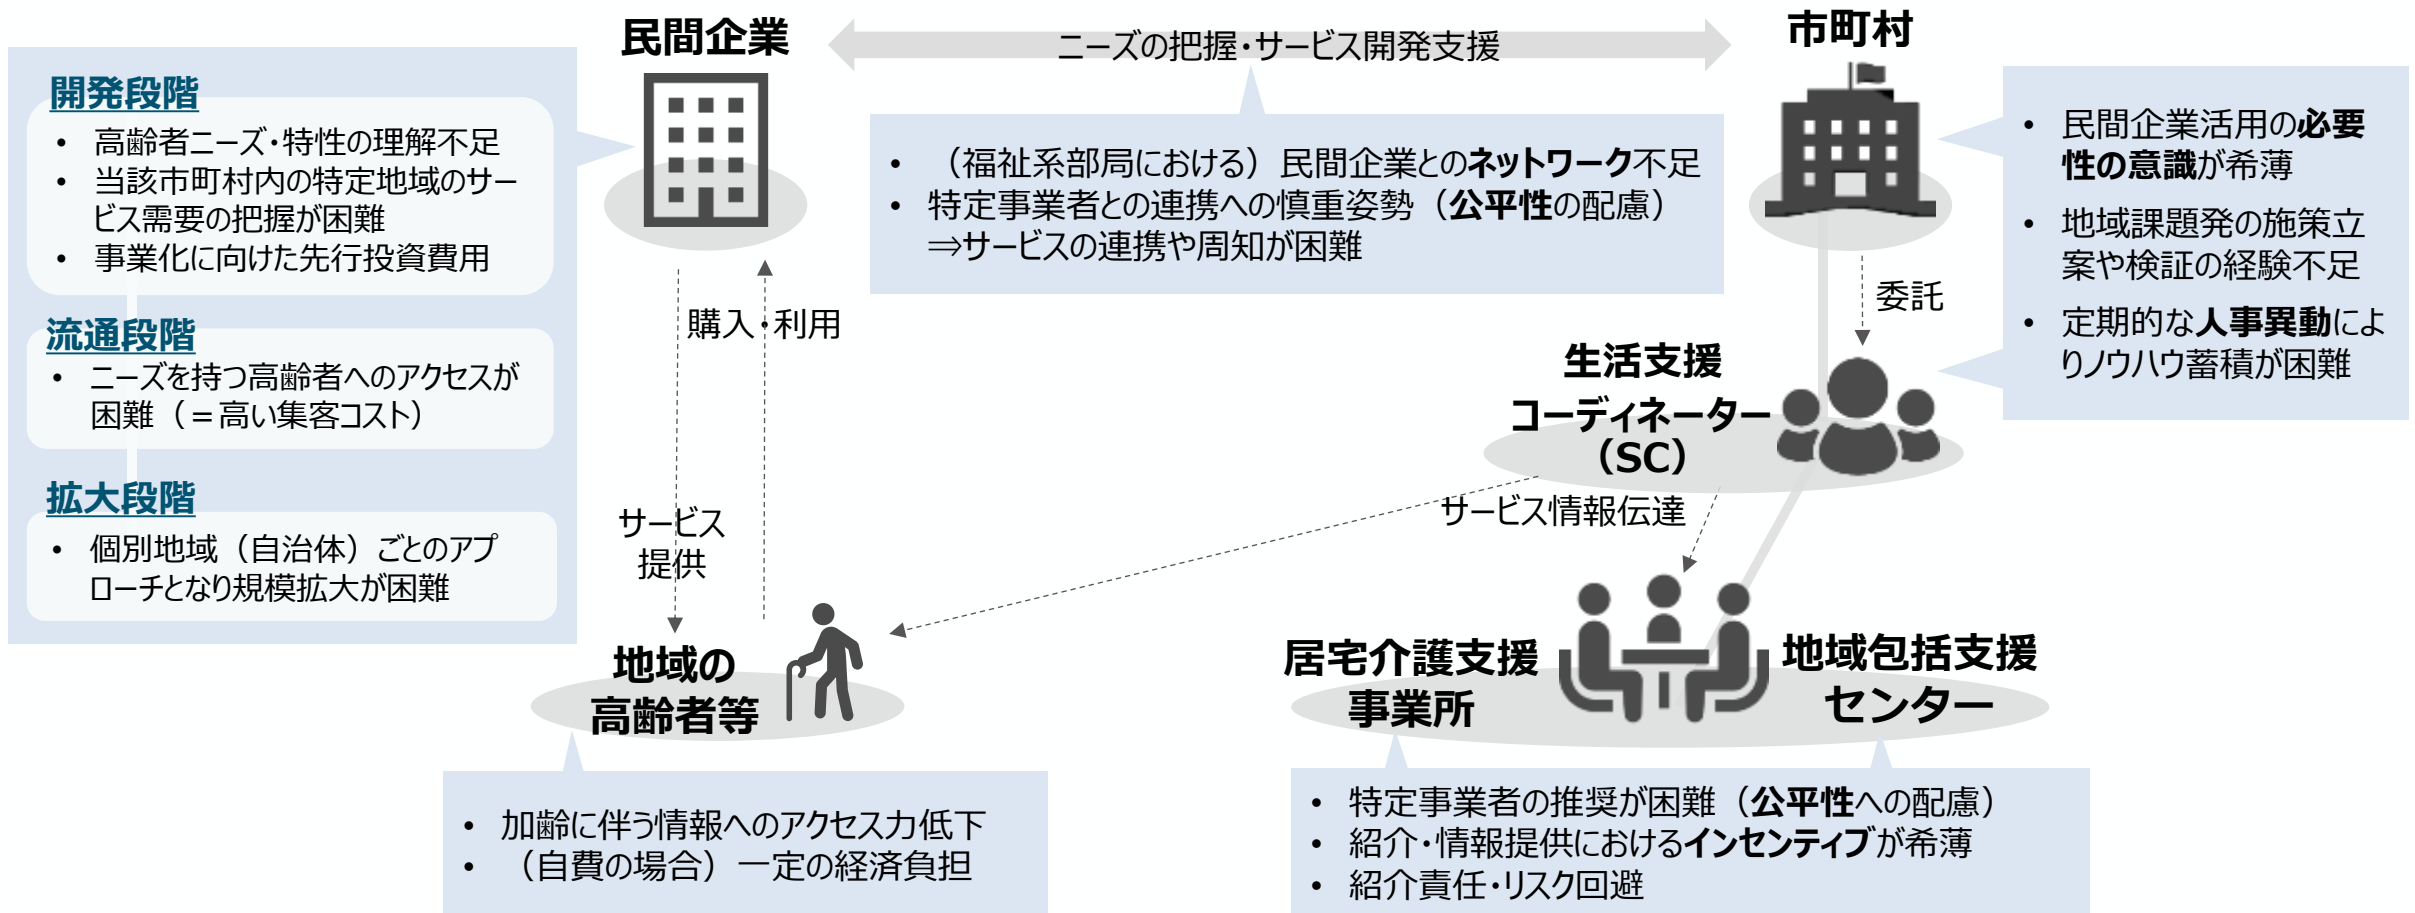 民間企業
ニーズの把握・サービス開発支援
市町村
開発段階
• 高齢者ニーズ・特性の理解不足
• 当該市町村内の特定地域のサー
ビス需要の把握が困難
• 事業化に向けた先行投資費用
流通段階
• ニーズを持つ高齢者へのアクセスが
困難（＝高い集客コスト）
拡大段階
• 個別地域（自治体）ごとのアプ
ローチとなり規模拡大が困難
• （福祉系部局における）民間企業とのネットワーク不足
• 特定事業者との連携への慎重姿勢（公平性の配慮）
⇒サービスの連携や周知が困難
• 民間企業活用の必要
性の意識が希薄
• 地域課題発の施策立
案や検証の経験不足
• 定期的な人事異動によ
りノウハウ蓄積が困難
購入・利用
委託
生活支援
コーディネーター
（SC）
サービス
提供
サービス情報伝達
地域の
高齢者等
居宅介護支援
事業所
地域包括支援
センター
• 加齢に伴う情報へのアクセス力低下
• （自費の場合）一定の経済負担
• 特定事業者の推奨が困難（公平性への配慮）
• 紹介・情報提供におけるインセンティブが希薄
• 紹介責任・リスク回避